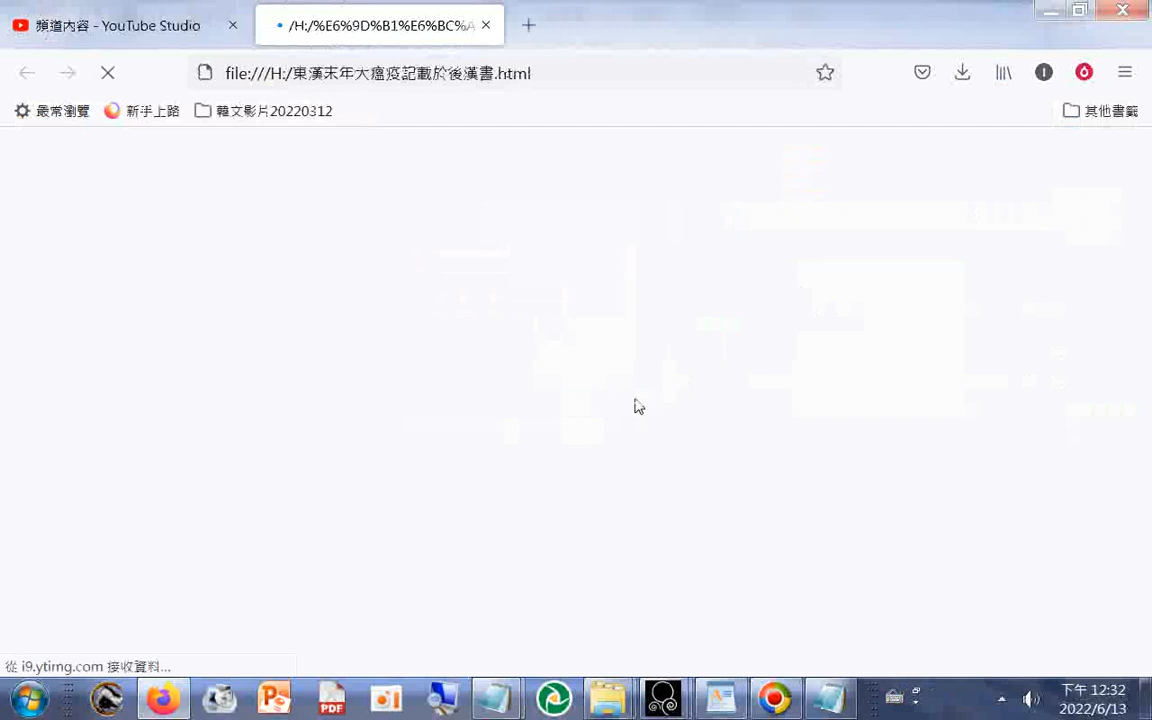 頻道內容 - YouTube Studio
/H:/%E6%9D%B1%E6%BC%A
file:///H:/東漢末年大瘟疫記載於後漢書.html
最常瀏覽 新手上路 韓文影片20220312 其他書籤
從 i9.ytimg.com 接收資料...
下午 12:32
2022/6/13